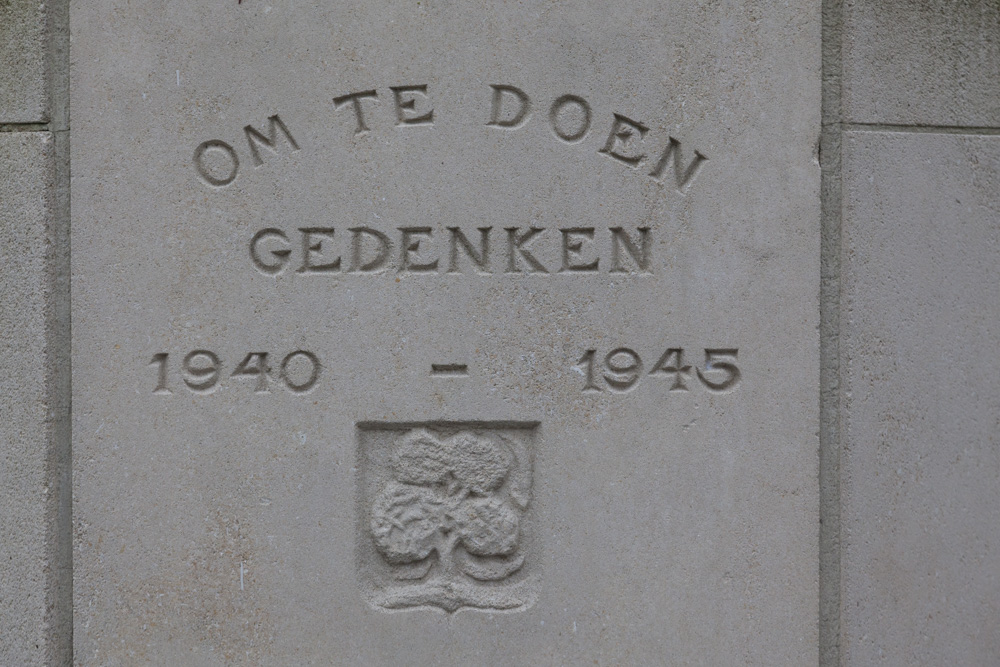 OM TE DOEN
GEDENKEN
1940 - 1945